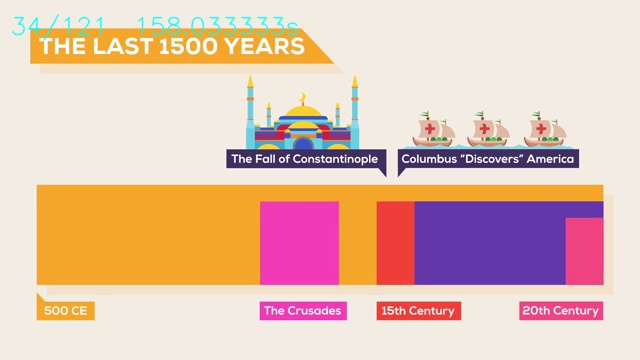 34/121 158.033333s
THE LAST 1500 YEARS
The Fall of Constantinople
Columbus "Discovers" America
500 CE
The Crusades
15th Century
20th Century